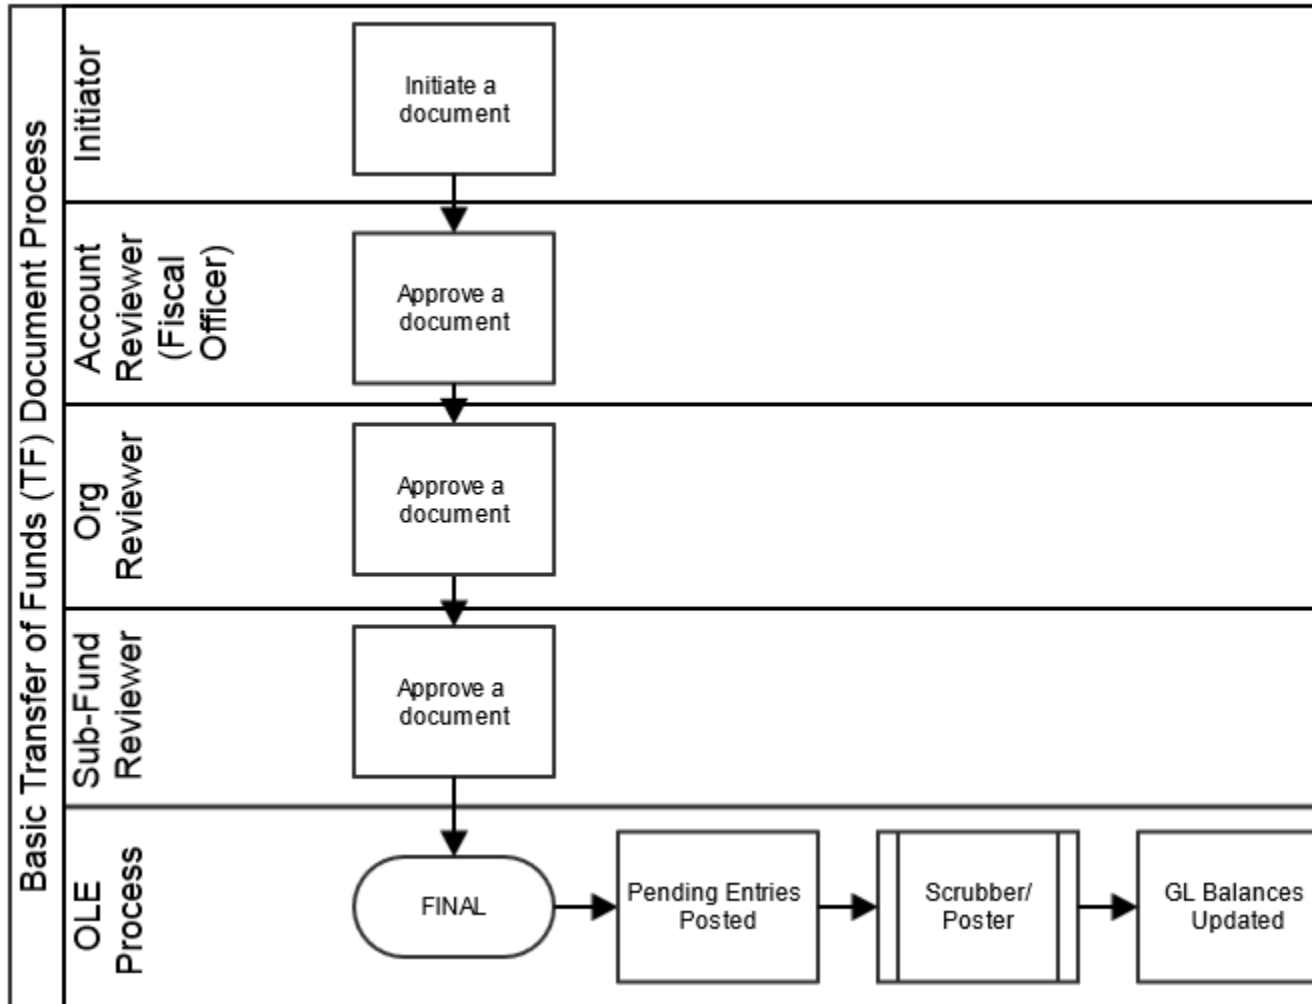 Basic Transfer of Funds (TF) Document Process
Initiator
Initiate a
document
Account
Reviewer
(Fiscal
Officer)
Approve a
document
Org
Reviewer
Approve a
document
Sub-Fund
Reviewer
Approve a
document
OLE
Process
FINAL
Pending Entries
Posted
Scrubber/
Poster
GL Balances
Updated